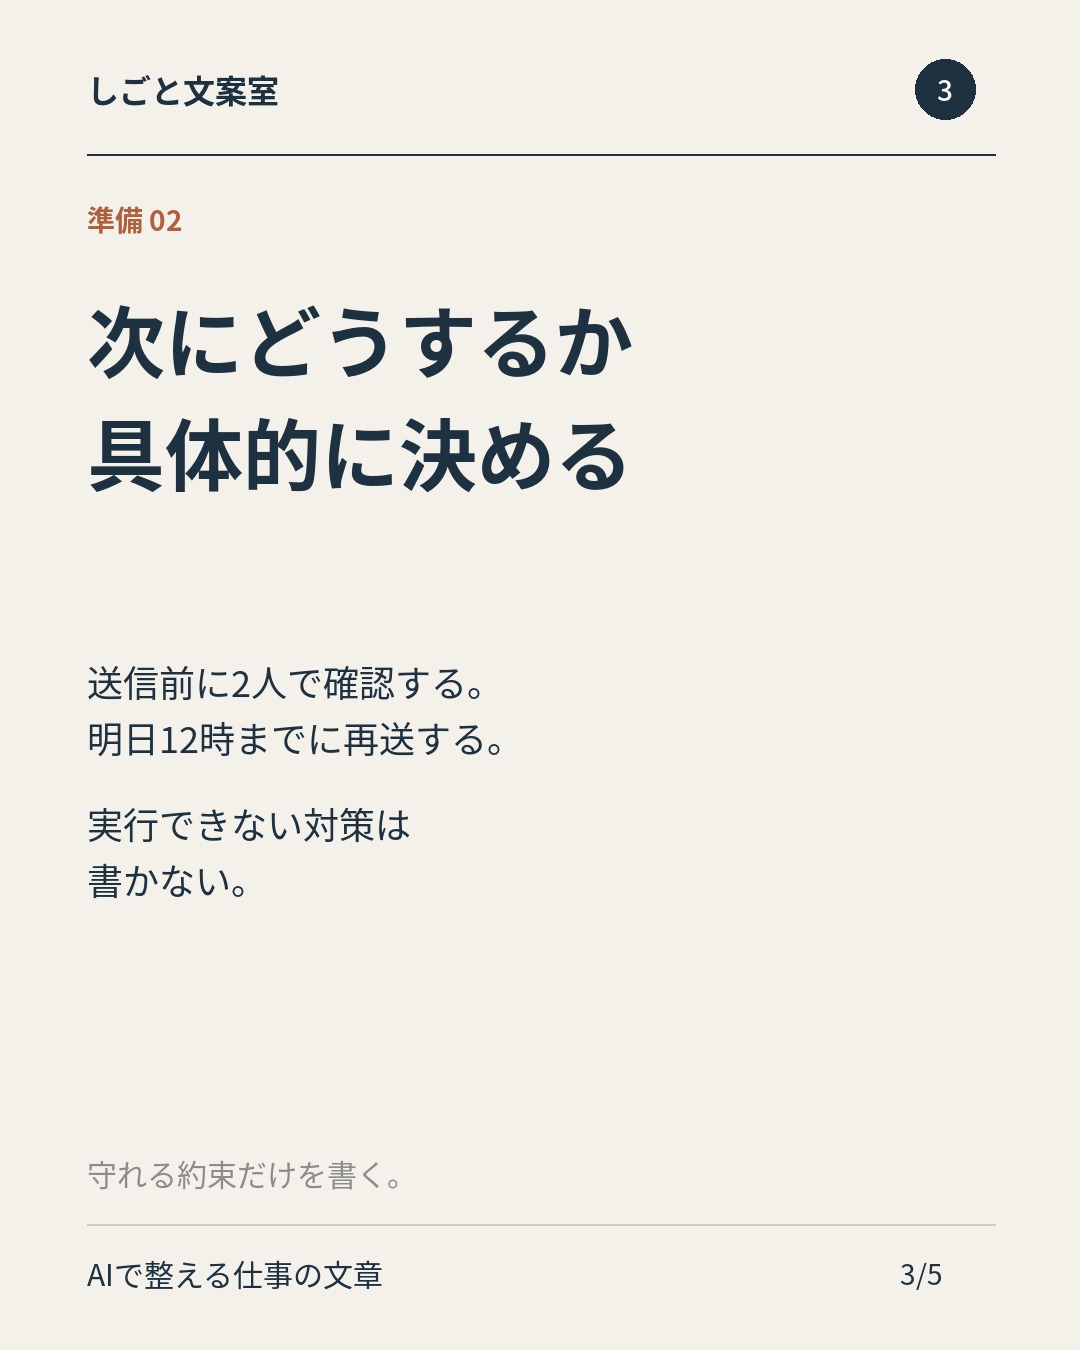 しごと文案室
3
準備 02
次にどうするか
具体的に決める
送信前に2人で確認する。
明日12時までに再送する。
実行できない対策は
書かない。
守れる約束だけを書く。
AIで整える仕事の文章
3/5